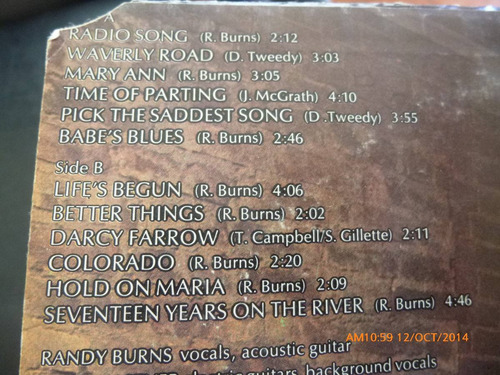 A
RADIO SONG (R. Burns) 2:12
WAVERLY ROAD (D. Tweedy) 3:03
MARY ANN (R. Burns) 3:05
TIME OF PARTING (J. McGrath) 4:10
PICK THE SADDEST SONG (D .Tweedy) 3:55
BABE'S BLUES (R. Burns) 2:46
Side B
LIFE'S BEGUN (R. Burns) 4:06
BETTER THINGS (R. Burns) 2:02
DARCY FARROW (T. Campbell/S. Gillette) 2:11
COLORADO (R. Burns) 2:20
HOLD ON MARIA (R. Burns) 2:09
SEVENTEEN YEARS ON THE RIVER (R. Burns) 4:46
AM10:59 12/OCT/2014
RANDY BURNS vocals, acoustic guitar
electric guitars, background vocals